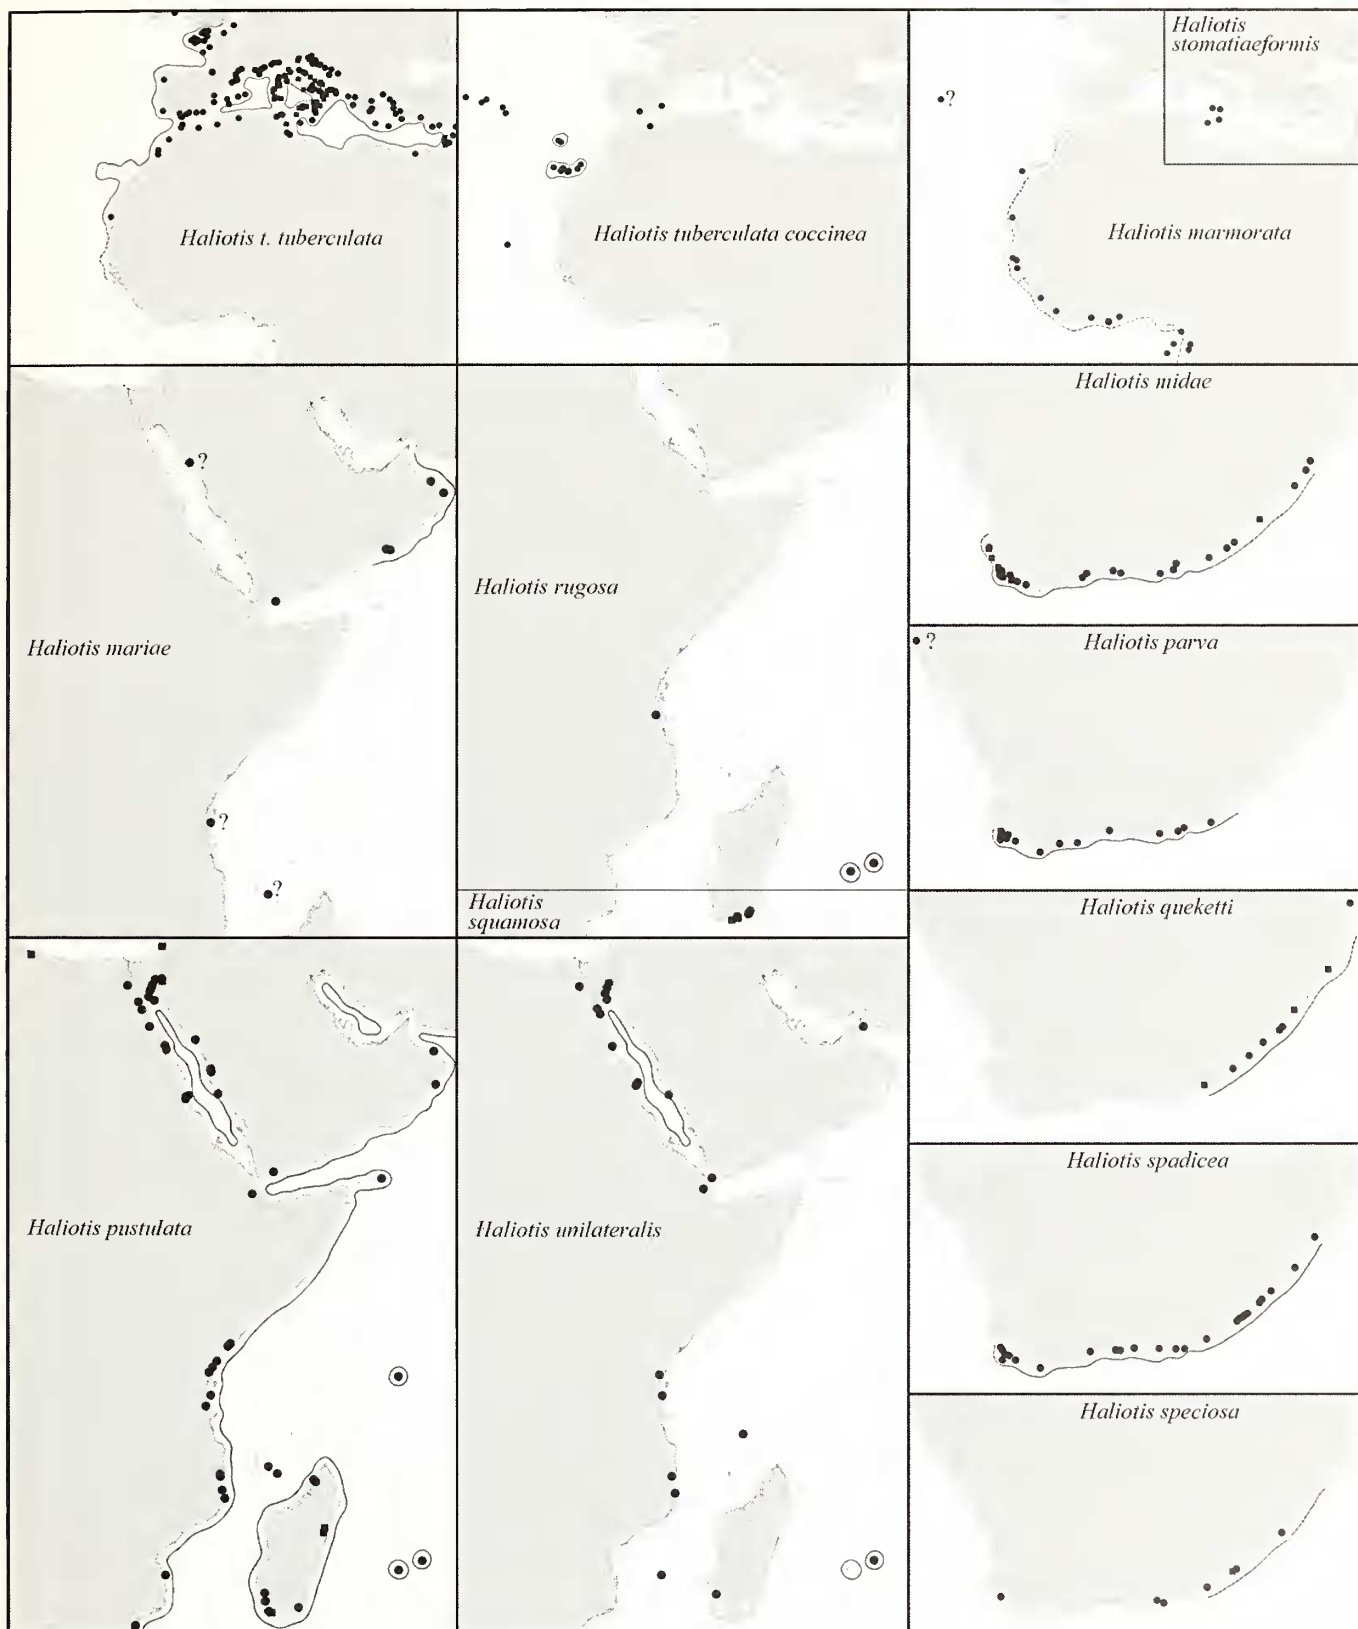 Haliotis t. tuberculata
Haliotis tuberculata coccinea
Haliotis
stomatiaeformis
?
Haliotis marmorata
?
Haliotis mariae
?
?
Haliotis rugosa
Haliotis
squamosa
Haliotis midae
?
Haliotis parva
Haliotis queketti
Haliotis spadicea
Haliotis speciosa
Haliotis pustulata
Haliotis unilateralis